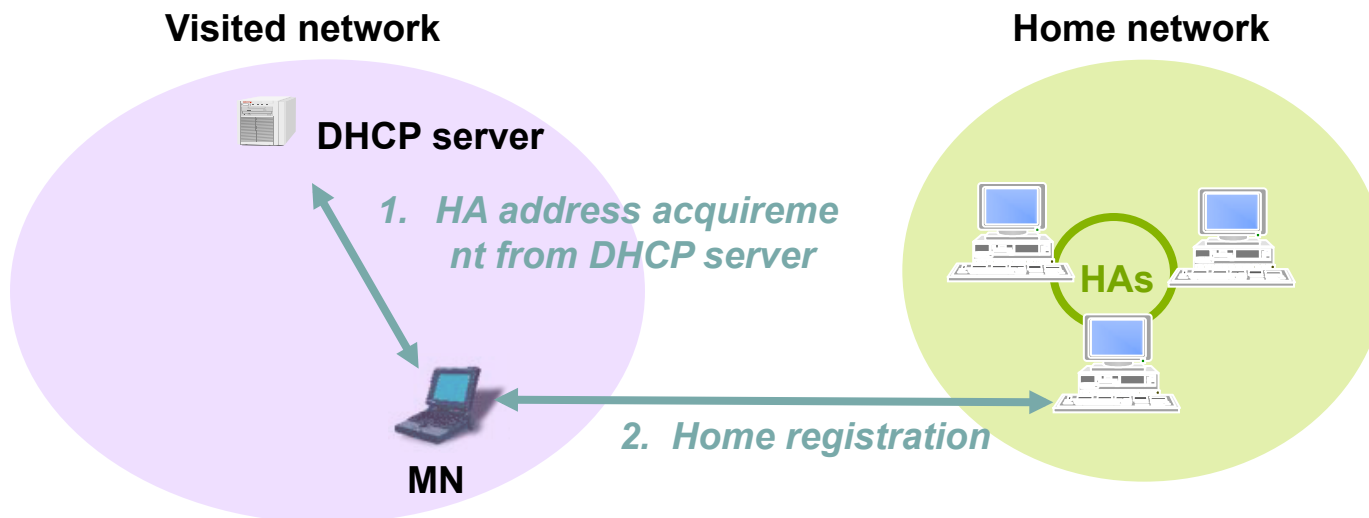 Visited network
Home network
DHCP server
1. HA address acquireme
nt from DHCP server
HAs
2. Home registration
MN